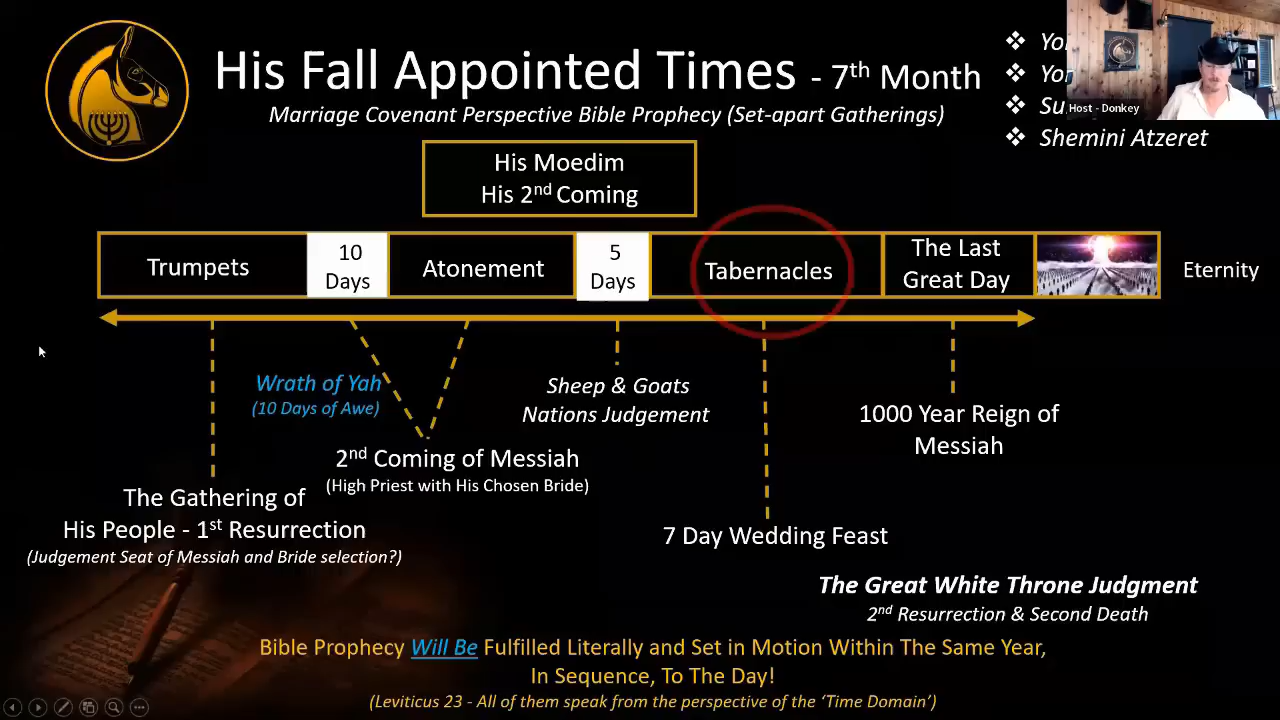 His Fall Appointed Times - 7th Month
Marriage Covenant Perspective Bible Prophecy (Set-apart Gatherings)
Host - Donkey
❖ Shemini Atzeret
His Moedim
His 2nd Coming
Trumpets
10
Days
Atonement
5
Days
Tabernacles
The Last
Great Day
Eternity
Wrath of Yah
(10 Days of Awe)
Sheep & Goats
Nations Judgement
1000 Year Reign of
Messiah
2nd Coming of Messiah
(High Priest with His Chosen Bride)
The Gathering of
His People - 1st Resurrection
(Judgement Seat of Messiah and Bride selection?)
7 Day Wedding Feast
The Great White Throne Judgment
2nd Resurrection & Second Death
Bible Prophecy Will Be Fulfilled Literally and Set in Motion Within The Same Year,
In Sequence, To The Day!
(Leviticus 23 - All of them speak from the perspective of the ‘Time Domain’)